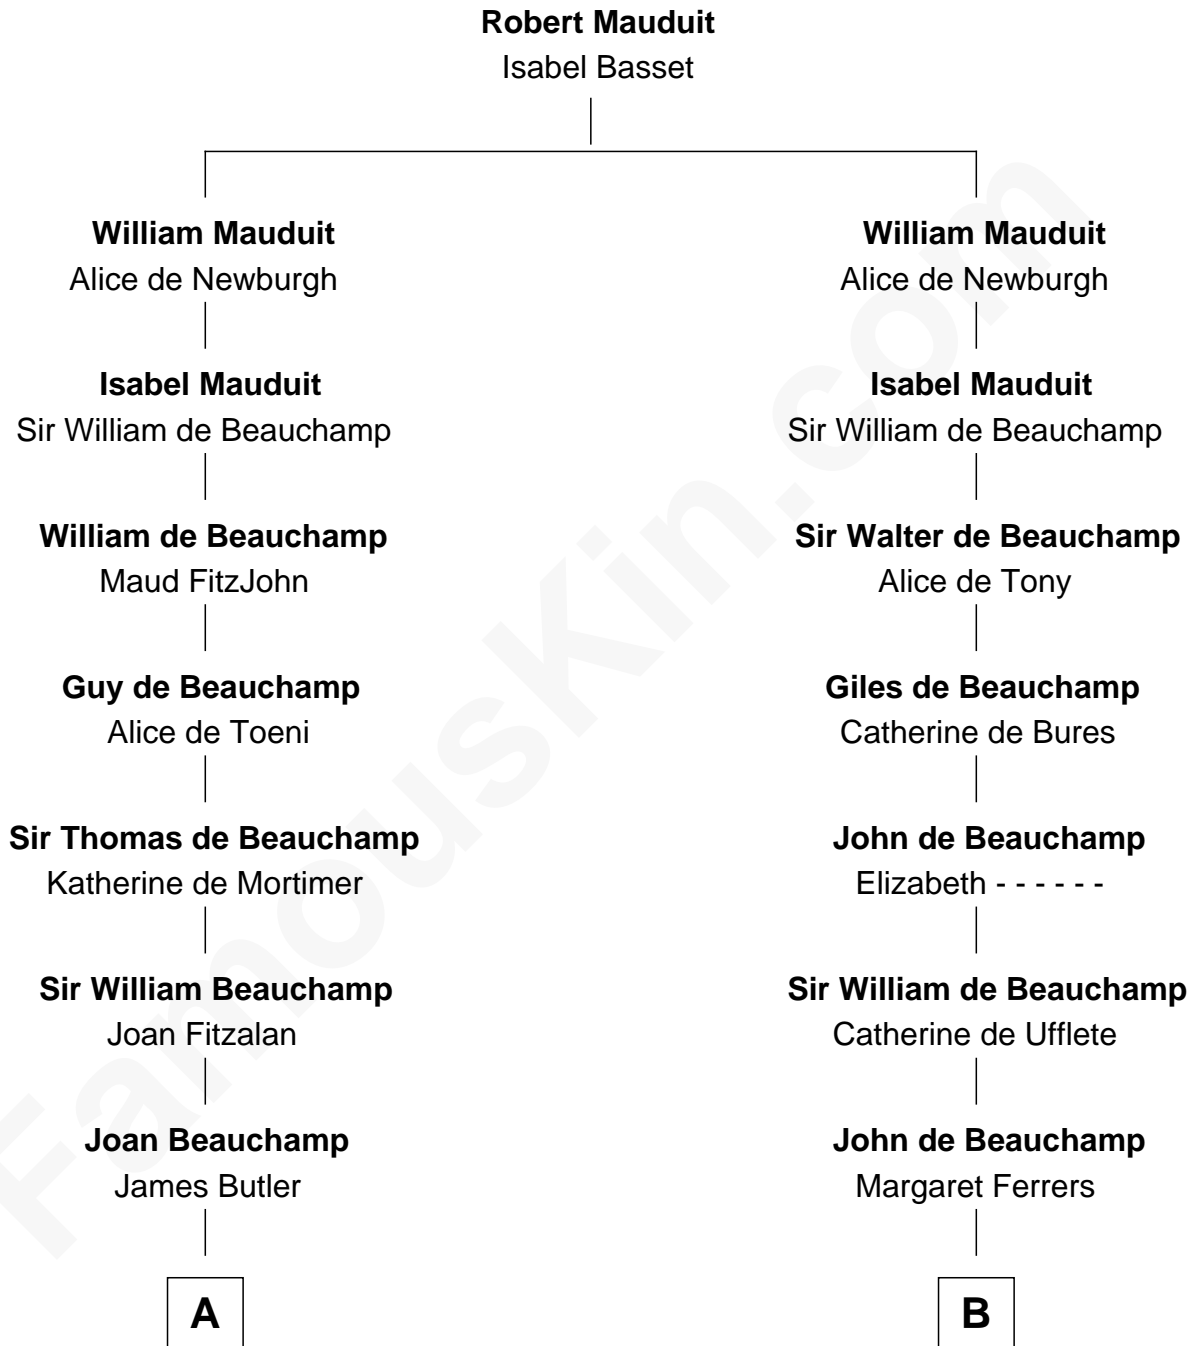 Robert Mauduit
Isabel Basset
William Mauduit
Alice de Newburgh
Isabel Mauduit
Sir William de Beauchamp
William de Beauchamp
Maud FitzJohn
Guy de Beauchamp
Alice de Toeni
Sir Thomas de Beauchamp
Katherine de Mortimer
Sir William Beauchamp
Joan Fitzalan
Joan Beauchamp
James Butler
A
William Mauduit
Alice de Newburgh
Isabel Mauduit
Sir William de Beauchamp
Sir Walter de Beauchamp
Alice de Tony
Giles de Beauchamp
Catherine de Bures
John de Beauchamp
Elizabeth - - - - - -
Sir William de Beauchamp
Catherine de Ufflete
John de Beauchamp
Margaret Ferrers
B
FamousKin.com